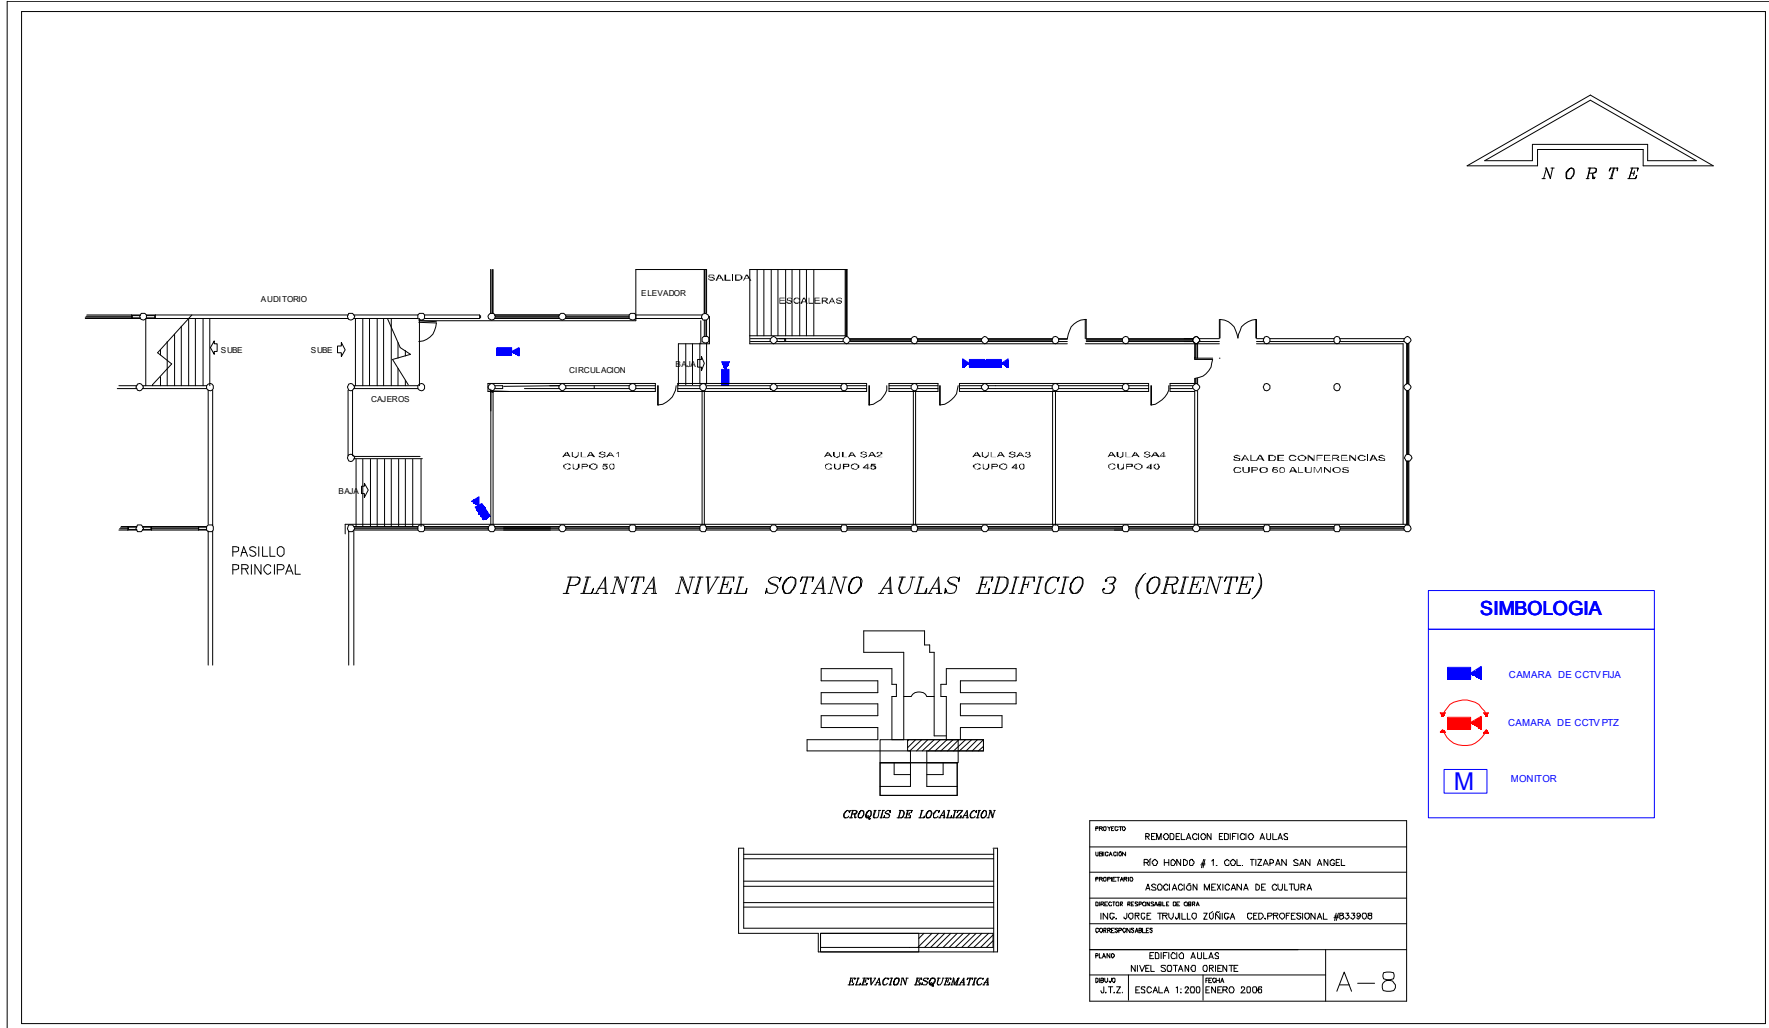 N O R T E
SALIDA
ELEVADOR
AUDITORIO
ESCALERAS
SUBE
SUBE
BAJA
CIRCULACION
CAJEROS
AULA SA1
CUPO 50
AULA SA2
CUPO 45
AULA SA3
CUPO 40
AULA SA4
CUPO 40
SALA DE CONFERENCIAS
CUPO 60 ALUMNOS
BAJA
PASILLO
PRINCIPAL
PLANTA NIVEL SOTANO AULAS EDIFICIO 3 (ORIENTE)
SIMBOLOGIA
CAMARA DE CCTV FIJA
CAMARA DE CCTV PTZ
M MONITOR
CROQUIS DE LOCALIZACION
ELEVACION ESQUEMATICA
PROYECTO
REMODELACION EDIFICIO AULAS
UBICACIÓN
RÍO HONDO # 1. COL. TIZAPAN SAN ANGEL
PROPIETARIO
ASOCIACIÓN MEXICANA DE CULTURA
DIRECTOR RESPONSABLE DE OBRA
ING. JORGE TRUJILLO ZÚÑIGA CED.PROFESIONAL #833908
CORRESPONSABLES
PLANO
EDIFICIO AULAS
NIVEL SOTANO ORIENTE
DIBUJO
J.T.Z.
ESCALA 1:200
FECHA
ENERO 2006
A-8